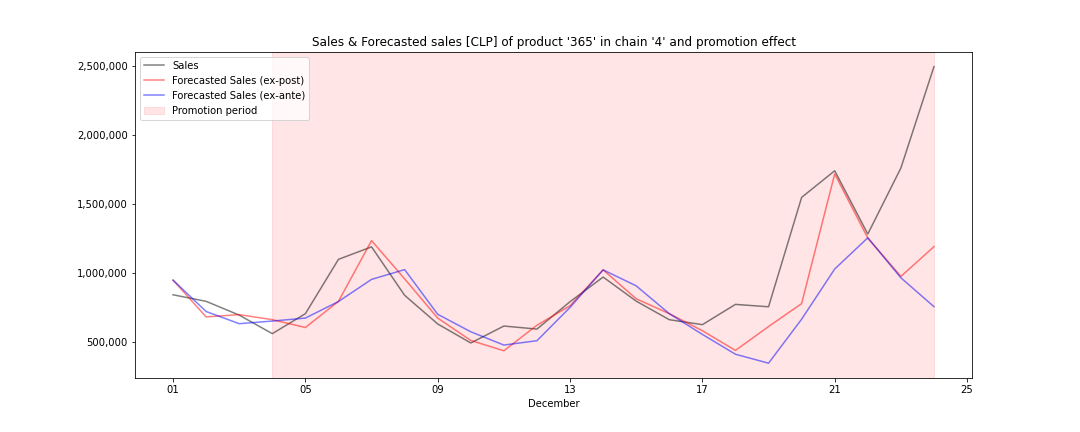 Sales & Forecasted sales [CLP] of product '365' in chain '4' and promotion effect
Sales
Forecasted Sales (ex-post)
Forecasted Sales (ex-ante)
Promotion period
2,500,000
2,000,000
1,500,000
1,000,000
500,000
01 05 09 13 17 21 25
December